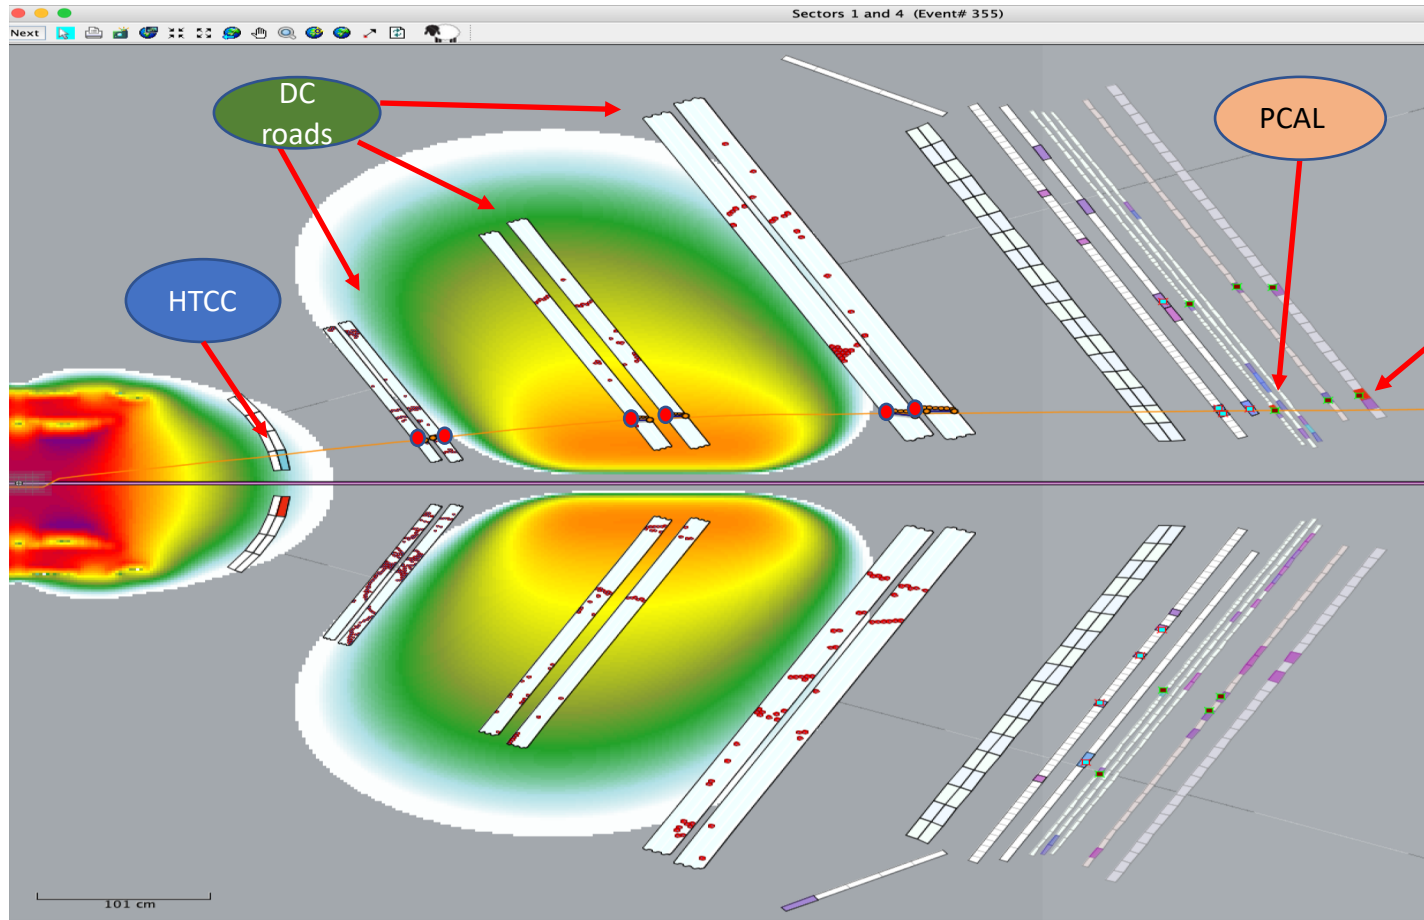 Sectors 1 and 4 (Event# 355)
Next
DC
roads
PCAL
HTCC
101 cm